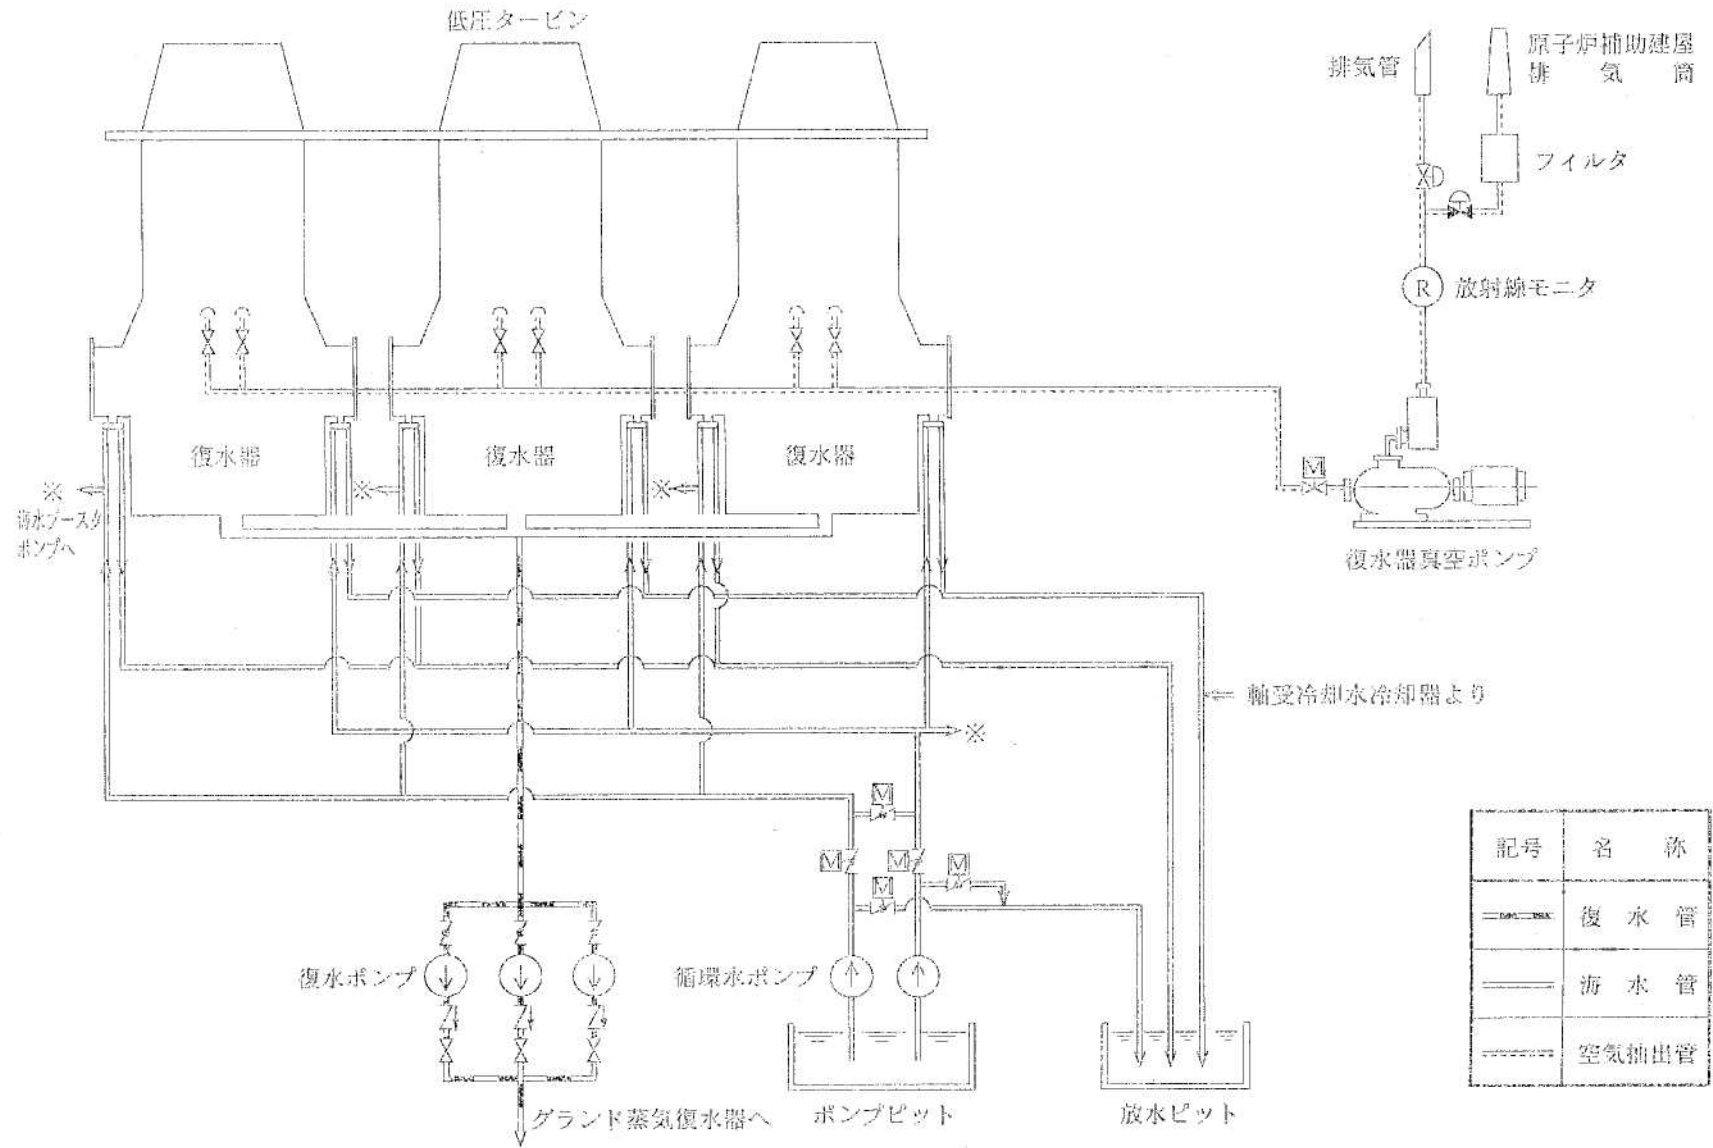 低圧タービン
排気管
原子炉補助建屋
排気筒
フィルタ
R
放射線モニタ
復水器
復水器
復水器
※
海水ブースタ
ポンプへ
※
※
M
復水器真空ポンプ
軸受冷却水冷却器より
※
M
M
M
M
M
復水ポンプ
循環水ポンプ
グランド蒸気復水器へ
ポンプピット
放水ピット
記号 名称
復水管
海水管
空気抽出管